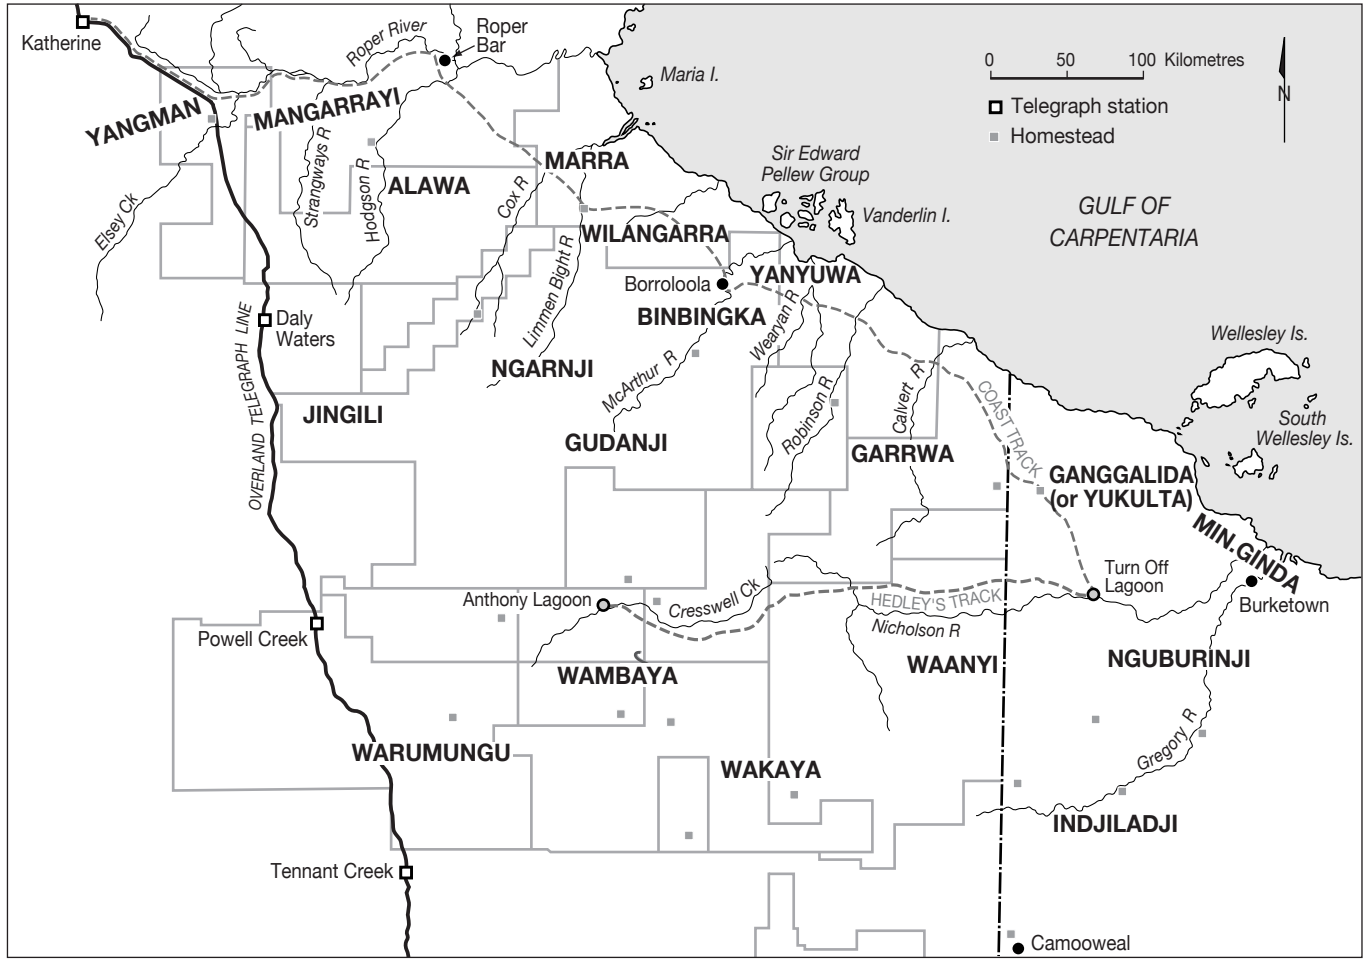 Katherine
Roper River
Roper
Bar
Maria I.
0 50 100 Kilometres
N
Telegraph station
Homestead
YANGMAN
MANGARRAYI
Strangways R
Hodgson R
ALAWA
MARRA
Cox R
Elsey Ck
Sir Edward
Pellew Group
Vanderlin I.
GULF OF
CARPENTARIA
WILANGARRA
Limmen Bight R
YANYUWA
Borroloola
BINBINGKA
Wearyan R
Daly
Waters
OVERLAND TELEGRAPH LINE
NGARNJI
McArthur R
Robinson R
Calvert R
COAST TRACK
Wellesley Is.
South
Wellesley Is.
JINGILI
GUDANJI
GARRWA
GANGGALIDA
(or YUKULTA)
MIN.GINDA
Turn Off
Lagoon
Burketown
Anthony Lagoon
Cresswell Ck
HEDLEY'S TRACK
Nicholson R
Powell Creek
WAMBAYA
WAANYI
NGUBURINJI
Gregory R
WARUMUNGU
WAKAYA
INDJILADJI
Tennant Creek
Camooweal